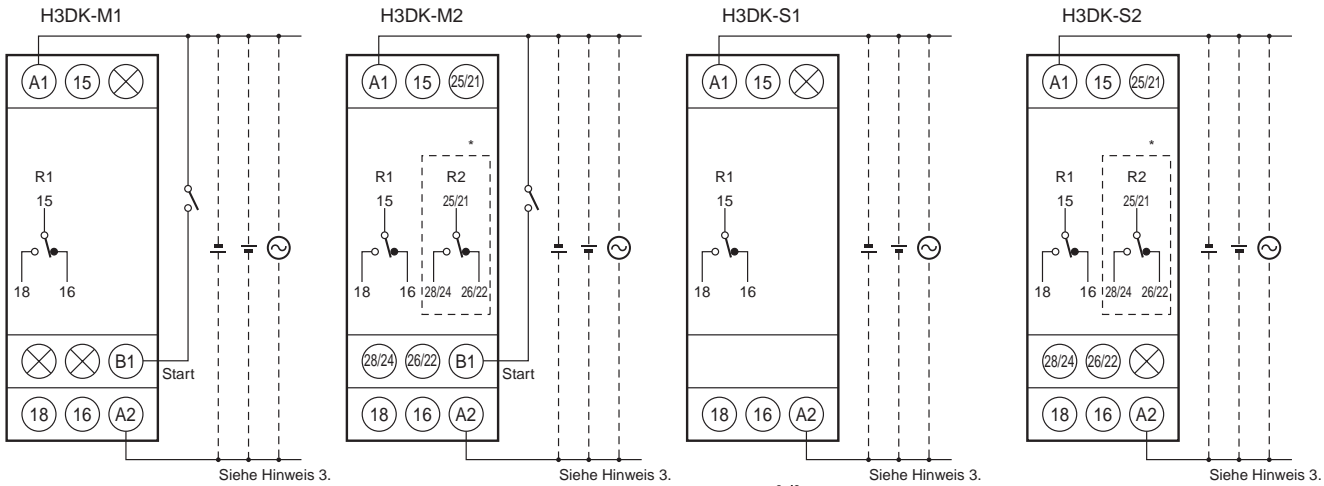 H3DK-M1 H3DK-M2 H3DK-S1 H3DK-S2
A1 15 A1 15 25/21 A1 15 A1 15 25/21
* *
R1 R1 R2 R1 R1 R2
15 15 25/21 15 15 25/21
18 16 18 16 28/24 26/22 18 16 18 16 28/24 26/22
B1 28/24 26/22 B1 28/24 26/22
Start Start
18 16 A2 18 16 A2 18 16 A2 18 16 A2
Siehe Hinweis 3. Siehe Hinweis 3. Siehe Hinweis 3. Siehe Hinweis 3.